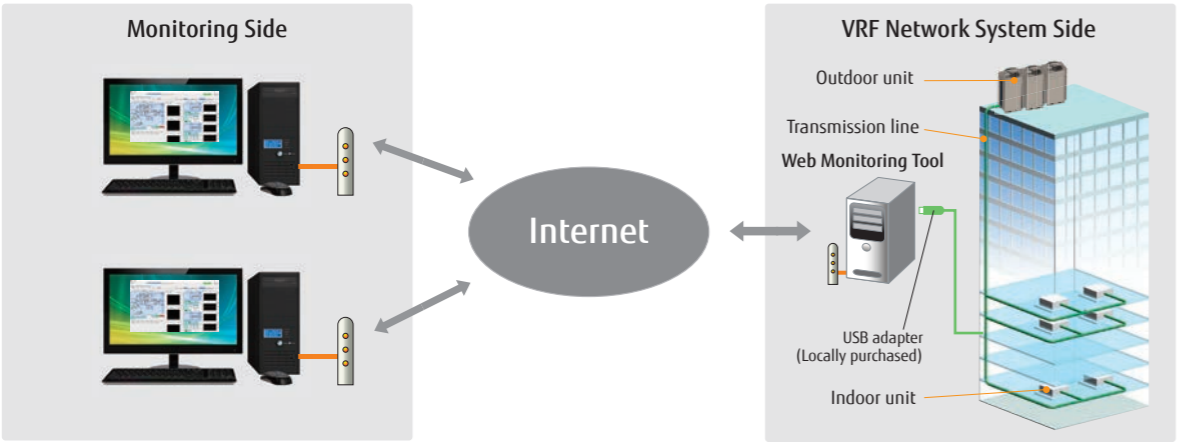 Monitoring Side
VRF Network System Side
Outdoor unit
Transmission line
Web Monitoring Tool
Internet
USB adapter
(Locally purchased)
Indoor unit